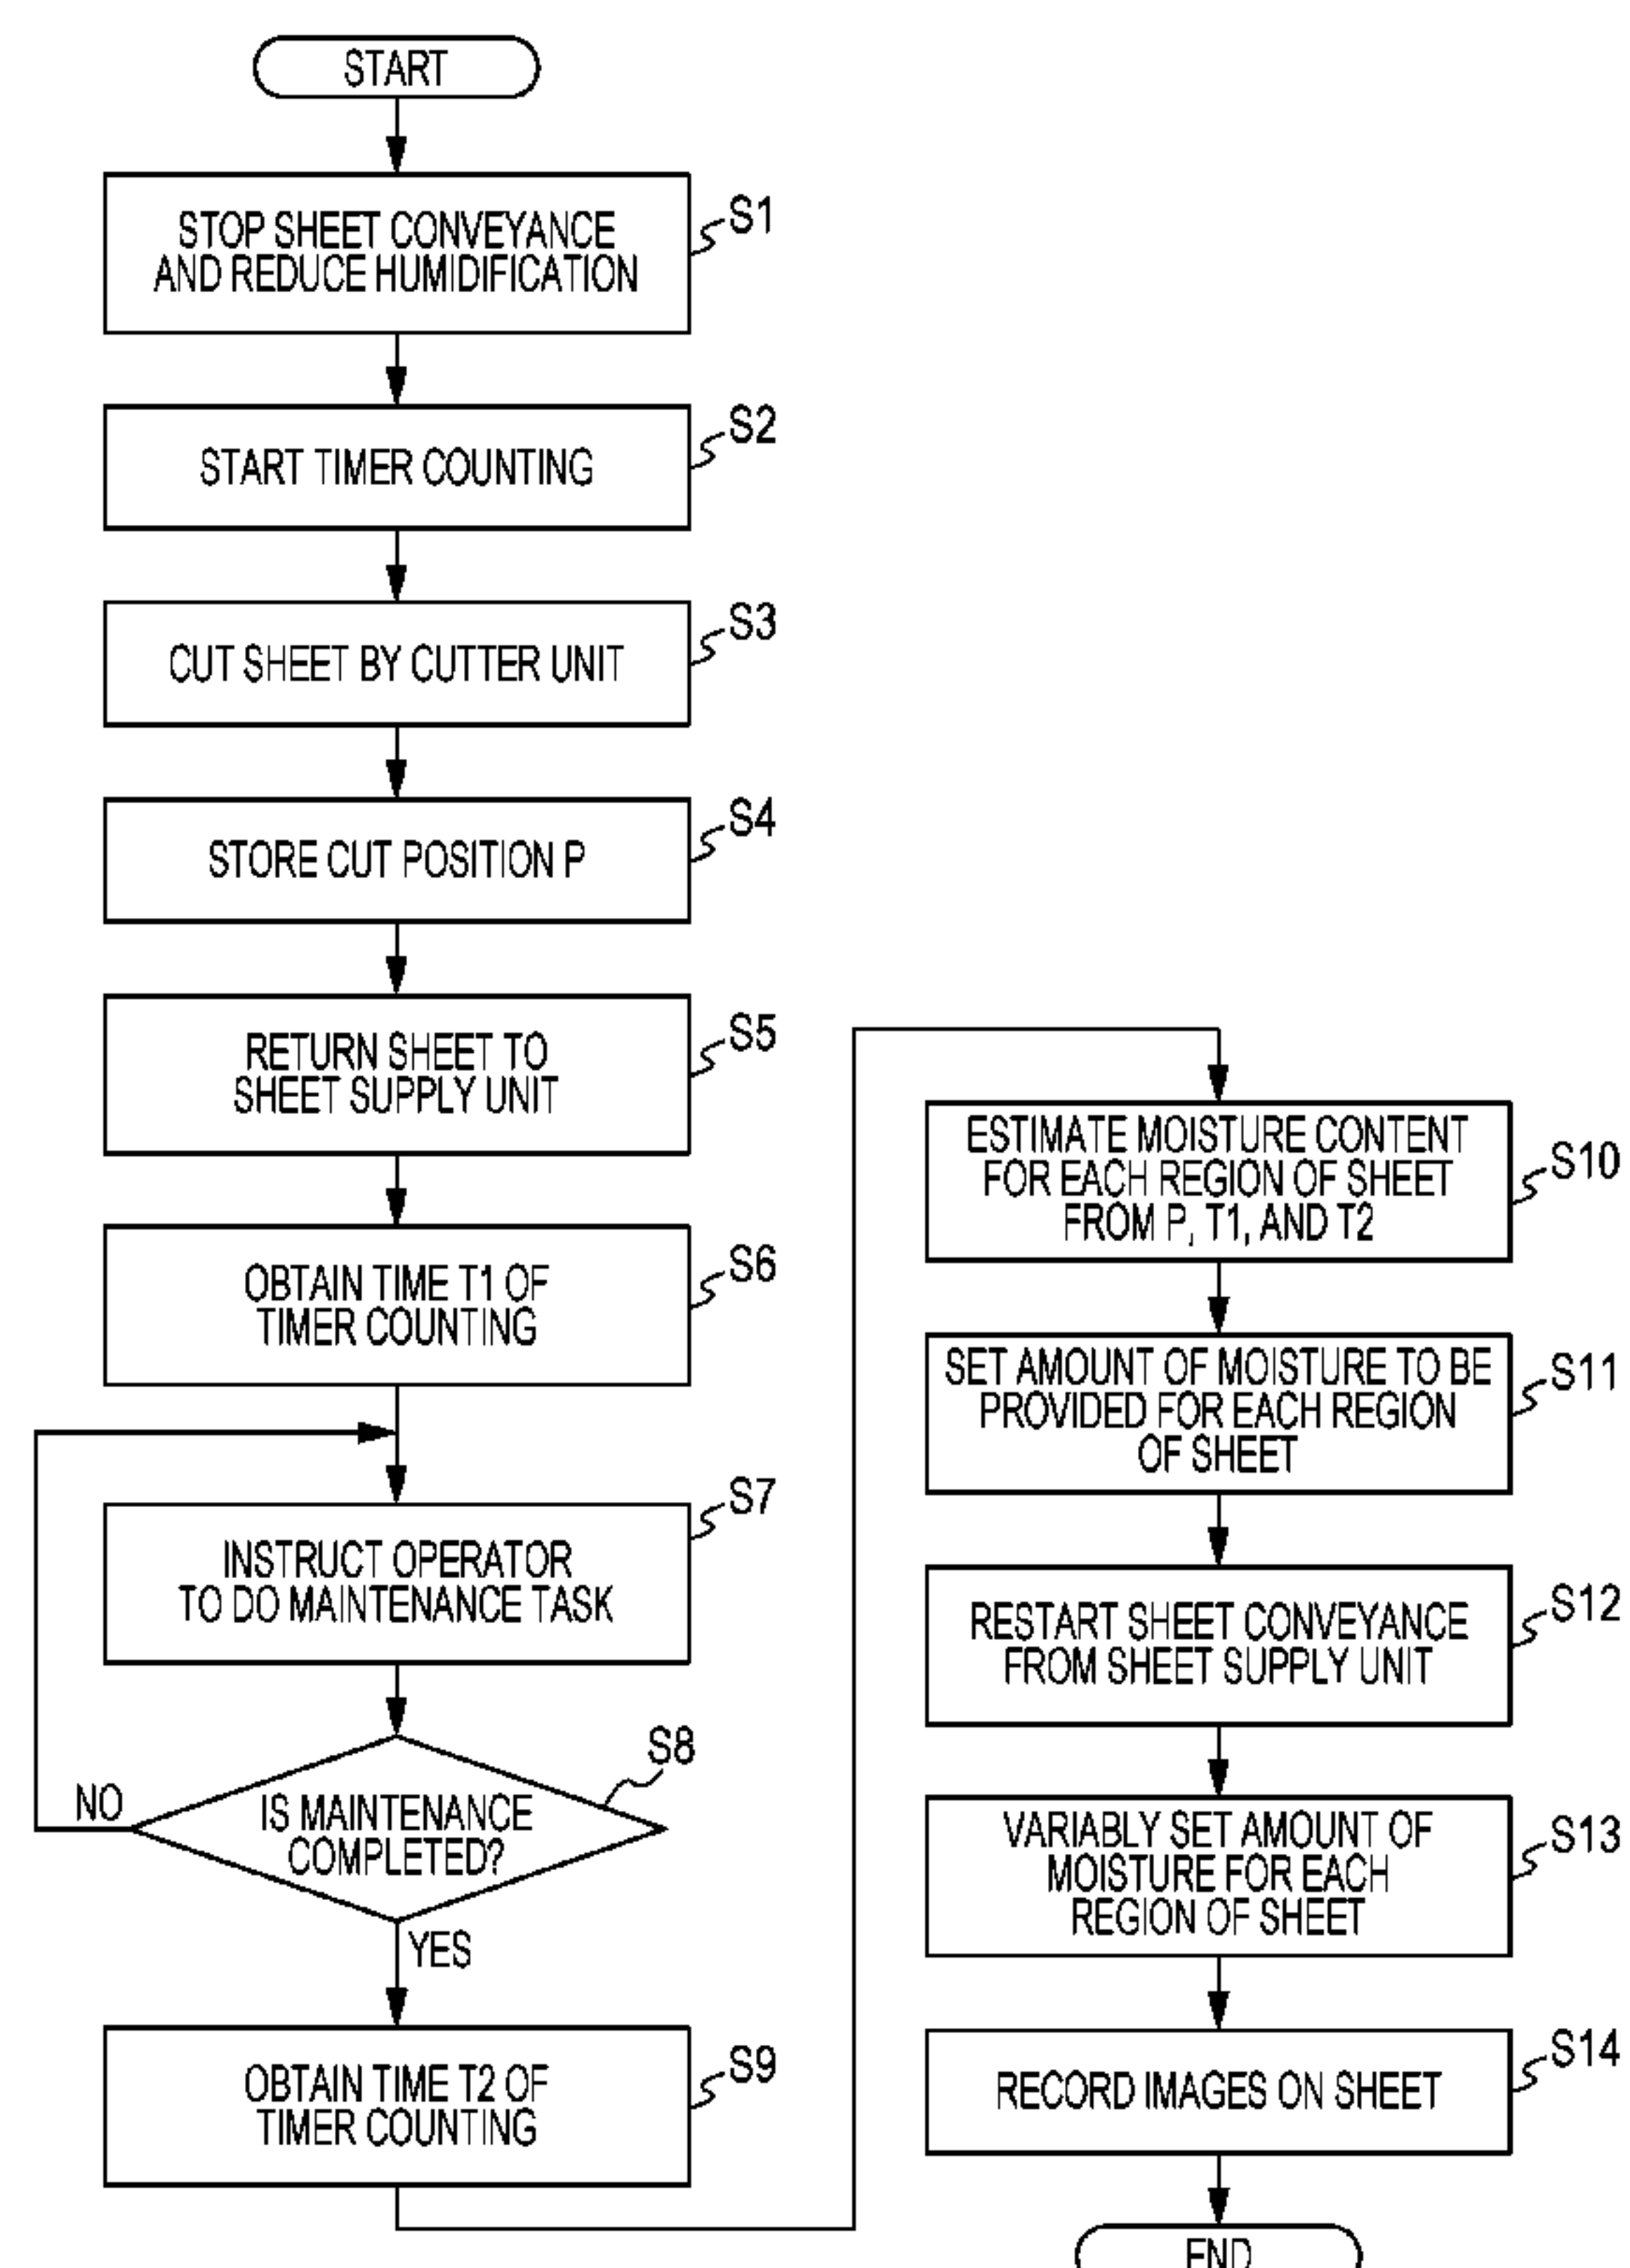 START
STOP SHEET CONVEYANCE
AND REDUCE HUMIDIFICATION
S1
START TIMER COUNTING
S2
CUT SHEET BY CUTTER UNIT
S3
STORE CUT POSITION P
S4
RETURN SHEET TO
SHEET SUPPLY UNIT
S5
OBTAIN TIME T1 OF
TIMER COUNTING
S6
INSTRUCT OPERATOR
TO DO MAINTENANCE TASK
S7
IS MAINTENANCE
COMPLETED?
S8
NO
YES
OBTAIN TIME T2 OF
TIMER COUNTING
S9
ESTIMATE MOISTURE CONTENT
FOR EACH REGION OF SHEET
FROM P, T1, AND T2
S10
SET AMOUNT OF MOISTURE TO BE
PROVIDED FOR EACH REGION
OF SHEET
S11
RESTART SHEET CONVEYANCE
FROM SHEET SUPPLY UNIT
S12
VARIABLY SET AMOUNT OF
MOISTURE FOR EACH
REGION OF SHEET
S13
RECORD IMAGES ON SHEET
S14
END